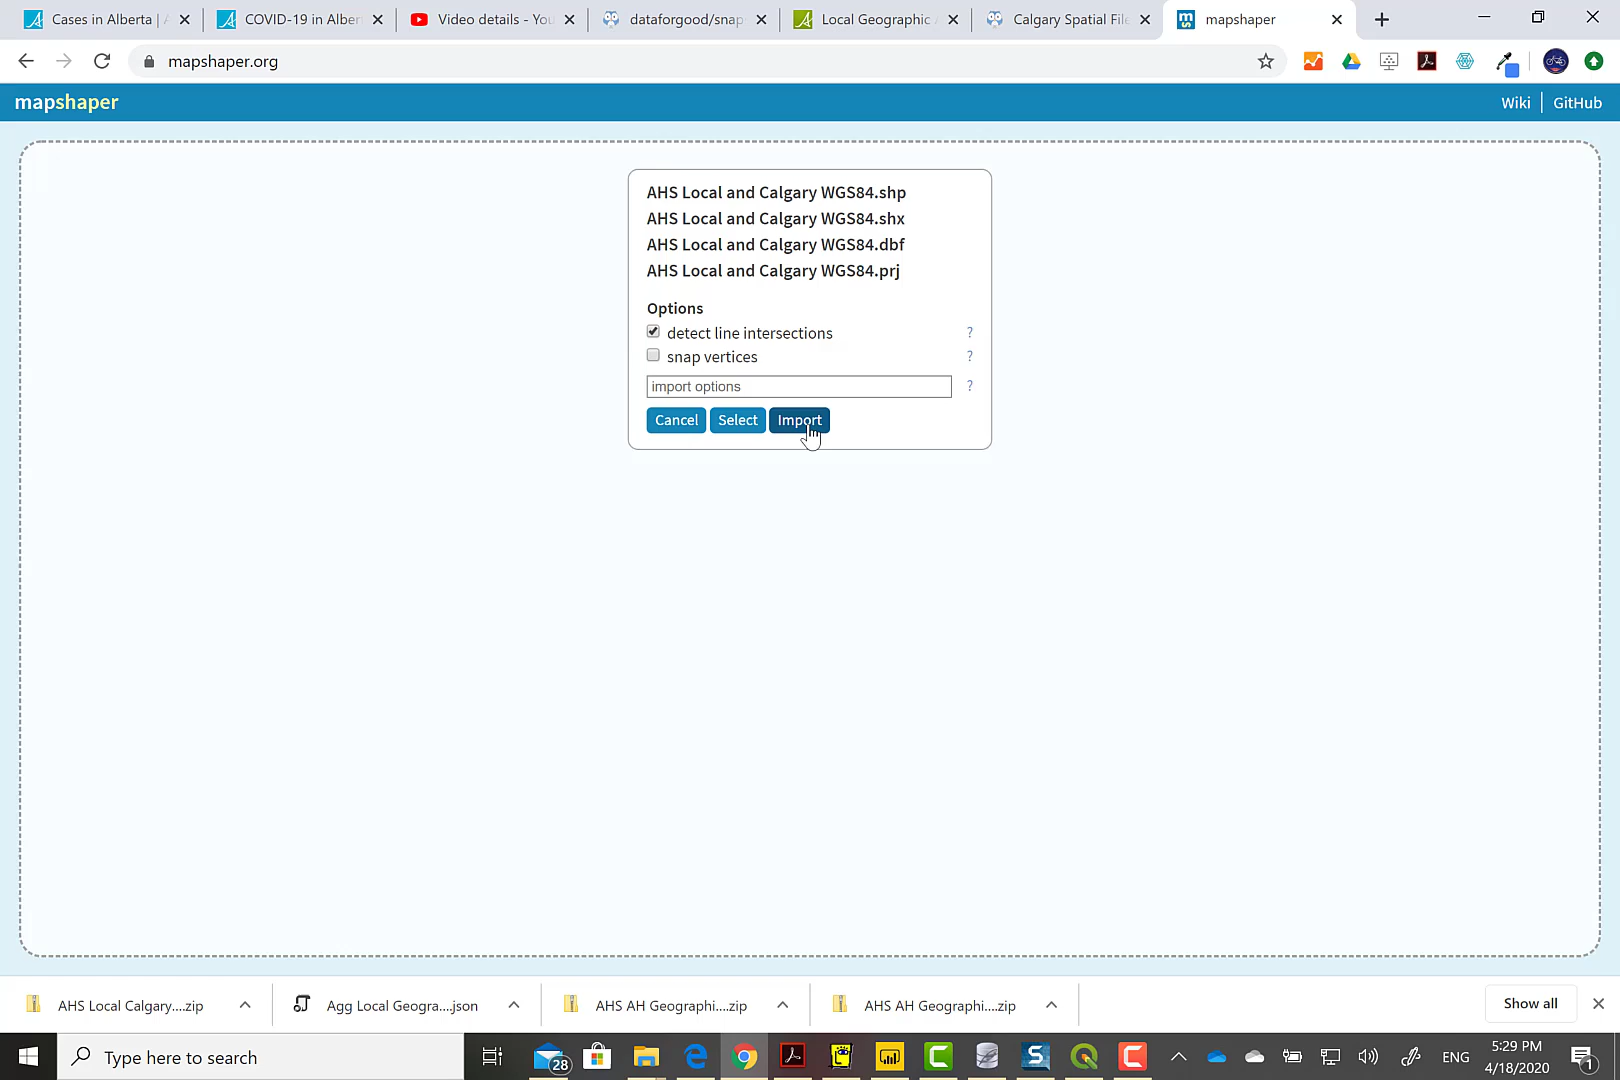 Cases in Alberta |
COVID-19 in Alber
Video details - You
dataforgood/snap
Local Geographic
Calgary Spatial File
mapshaper
mapshaper.org
mapshaper
Wiki
GitHub
AHS Local and Calgary WGS84.shp
AHS Local and Calgary WGS84.shx
AHS Local and Calgary WGS84.dbf
AHS Local and Calgary WGS84.prj
Options
detect line intersections ?
snap vertices ?
import options ?
Cancel Select Import
AHS Local Calgary....zip
Agg Local Geogra....json
AHS AH Geographi....zip
AHS AH Geographi....zip
Show all
Type here to search
28
ENG
5:29 PM
4/18/2020
1